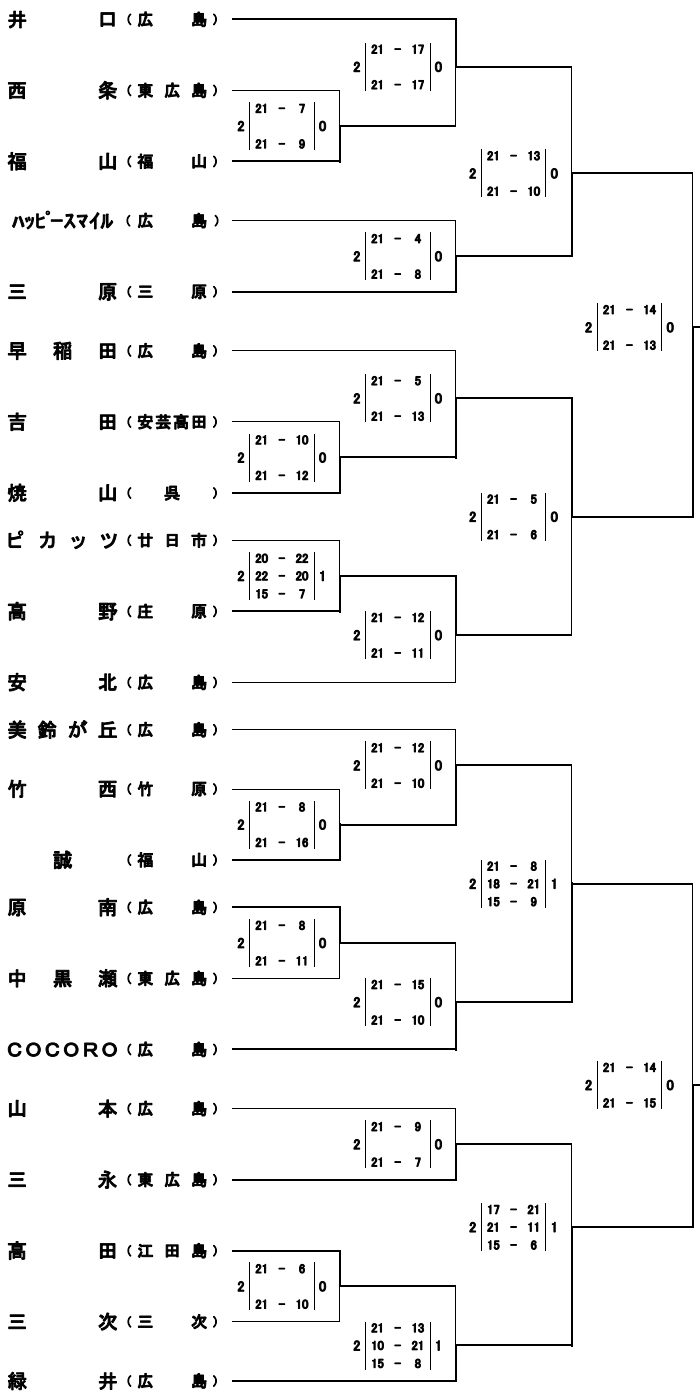 井口（広島）
21 - 17
2 0
21 - 17
西条（東広島）
21 - 7
2 0
21 - 9
福山（福山）
21 - 13
2 0
21 - 10
ﾊｯﾋﾟｰスマイル（広島）
21 - 4
2 0
21 - 8
三原（三原）
21 - 14
2 0
21 - 13
早稲田（広島）
21 - 5
2 0
21 - 13
吉田（安芸高田）
21 - 10
2 0
21 - 12
焼山（呉）
21 - 5
2 0
21 - 6
ピカッツ（廿日市）
20 - 22
2 22 - 20 1
15 - 7
高野（庄原）
21 - 12
2 0
21 - 11
安北（広島）
美鈴が丘（広島）
21 - 12
2 0
21 - 10
竹西（竹原）
21 - 8
2 0
21 - 16
誠（福山）
21 - 8
2 18 - 21 1
15 - 9
原南（広島）
21 - 8
2 0
21 - 11
中黒瀬（東広島）
21 - 15
2 0
21 - 10
ＣＯＣＯＲＯ（広島）
21 - 14
2 0
21 - 15
山本（広島）
21 - 9
2 0
21 - 7
三永（東広島）
17 - 21
2 21 - 11 1
15 - 6
高田（江田島）
21 - 6
2 0
21 - 10
三次（三次）
21 - 13
2 10 - 21 1
15 - 8
緑井（広島）